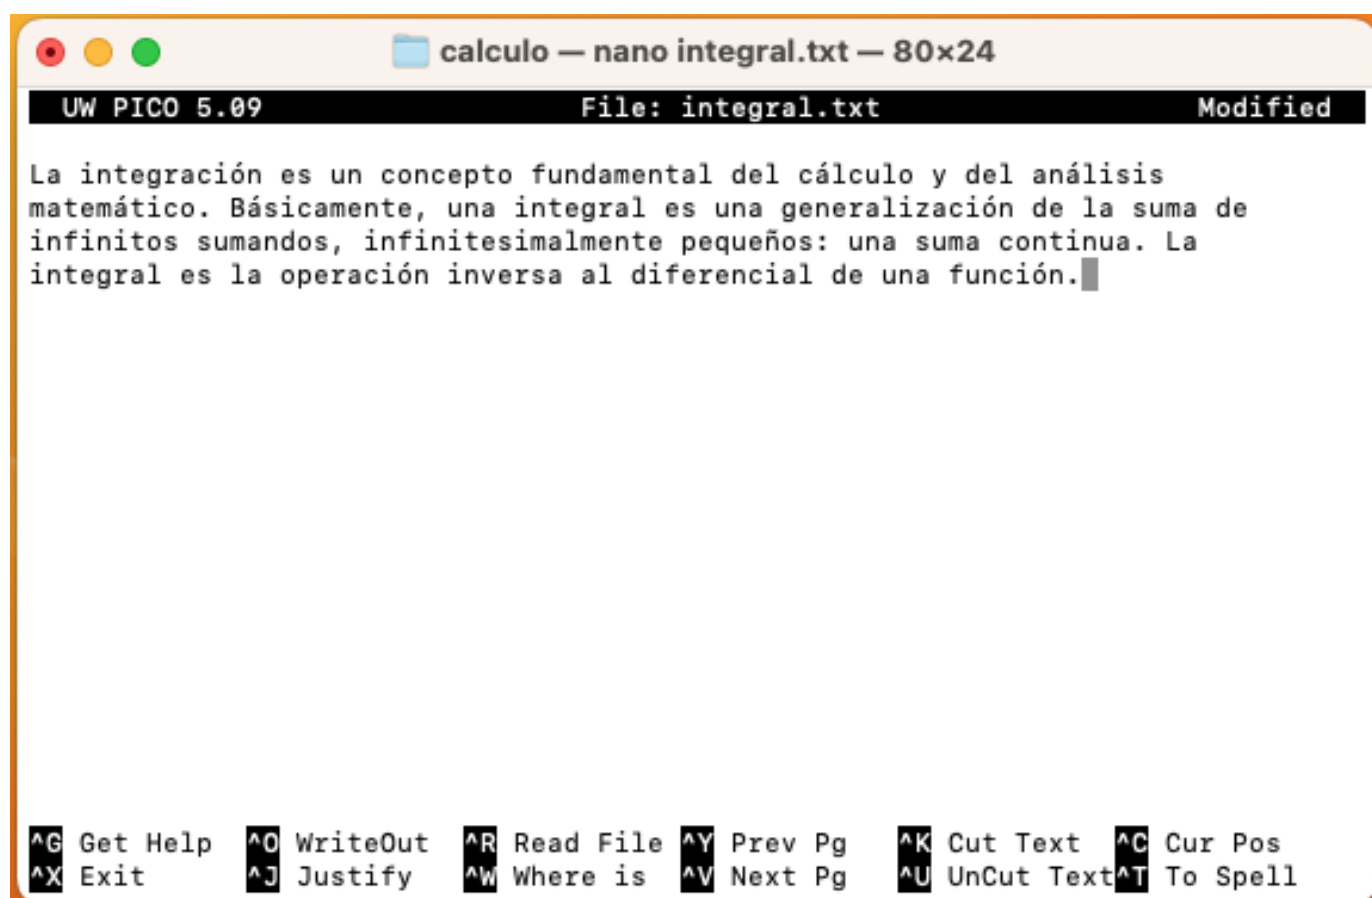 calculo — nano integral.txt — 80×24
UW PICO 5.09 File: integral.txt Modified
La integración es un concepto fundamental del cálculo y del análisis
matemático. Básicamente, una integral es una generalización de la suma de
infinitos sumandos, infinitesimalmente pequeños: una suma continua. La
integral es la operación inversa al diferencial de una función.
^G Get Help ^O WriteOut ^R Read File ^Y Prev Pg ^K Cut Text ^C Cur Pos
^X Exit ^J Justify ^W Where is ^V Next Pg ^U UnCut Text ^T To Spell